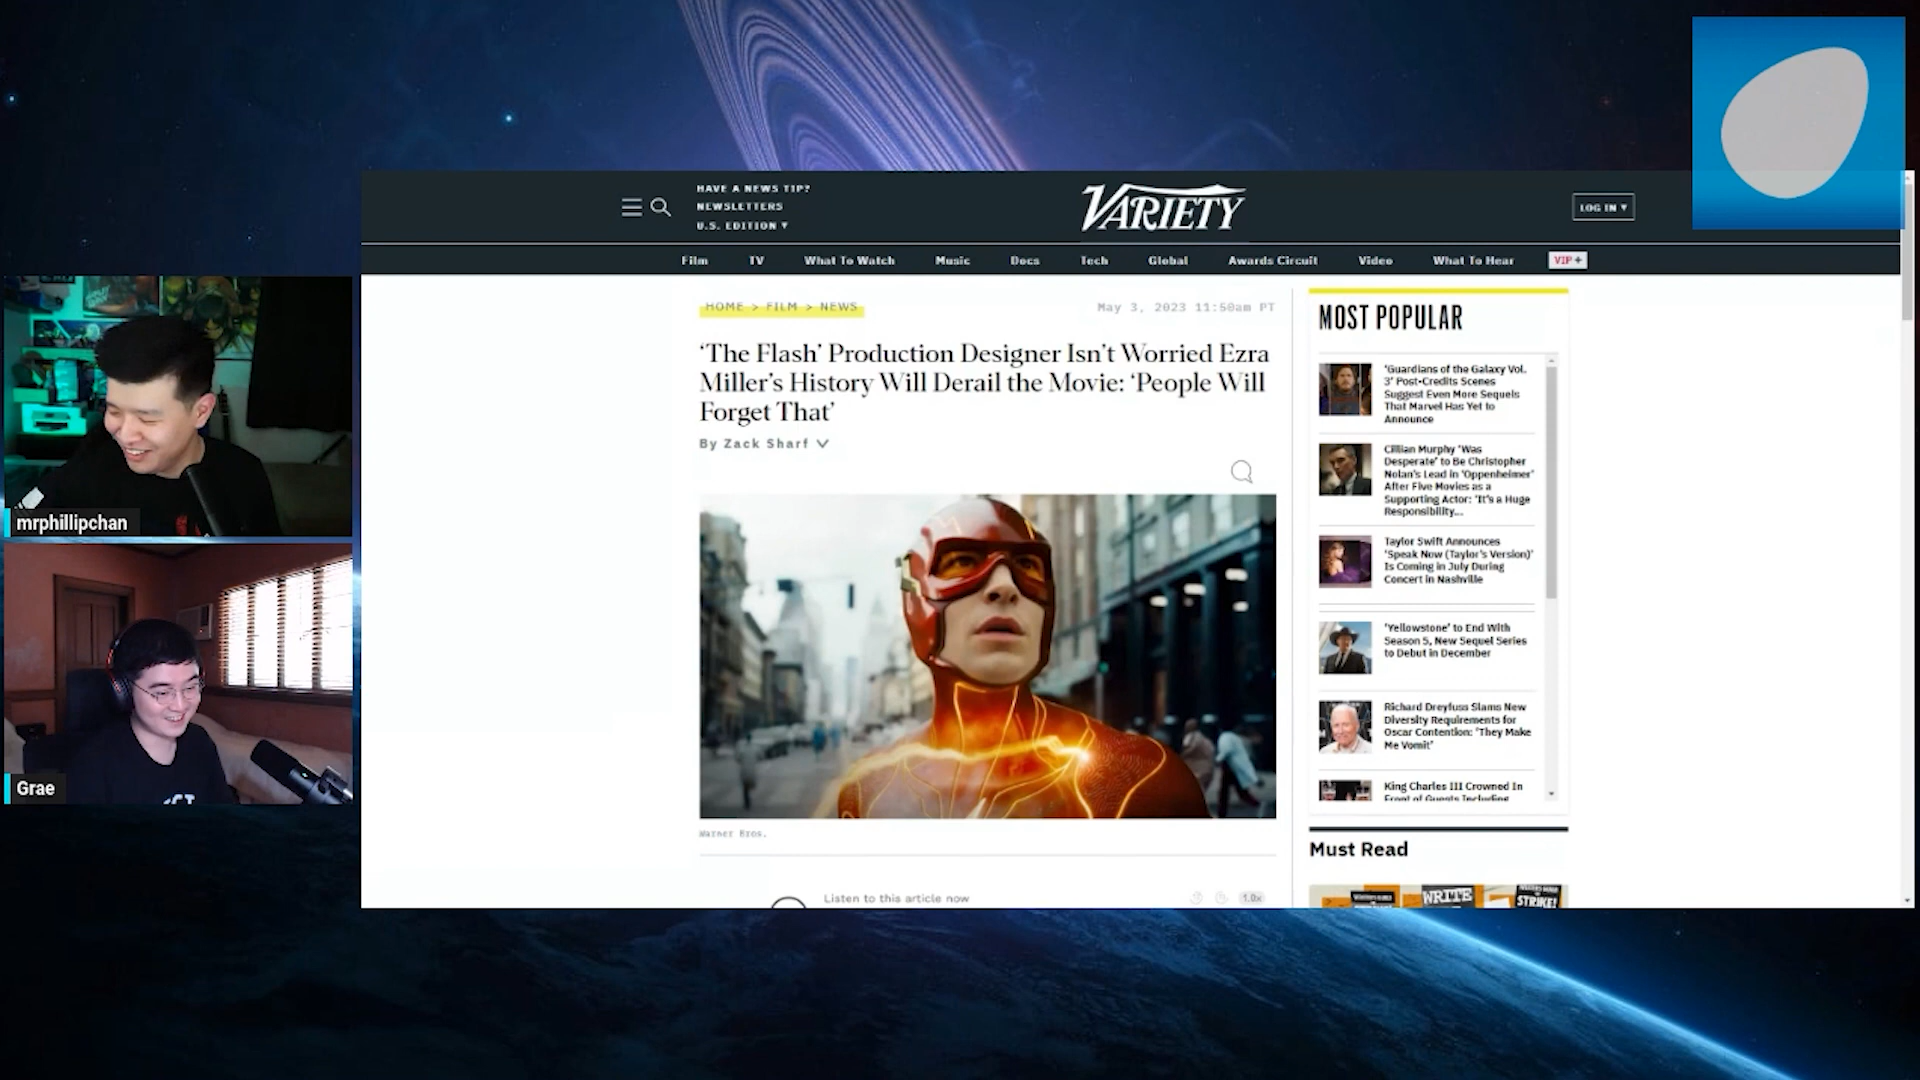 HAVE A NEWS TIP?
NEWSLETTERS
U.S. EDITION
VARIETY
LOG IN
Film TV What To Watch Music Docs Tech Global Awards Circuit Video What To Hear VIP+
HOME > FILM > NEWS
May 3, 2023 11:50am PT
‘The Flash’ Production Designer Isn’t Worried Ezra
Miller’s History Will Derail the Movie: ‘People Will
Forget That’
By Zack Sharf
Warner Bros.
Listen to this article now
1.0x
MOST POPULAR
‘Guardians of the Galaxy Vol.
3’ Post-Credits Scenes
Suggest Even More Sequels
That Marvel Has Yet to
Announce
Cillian Murphy ‘Was
Desperate’ to Be Christopher
Nolan’s Lead in ‘Oppenheimer’
After Five Movies as a
Supporting Actor: ‘It’s a Huge
Responsibility...
Taylor Swift Announces
‘Speak Now (Taylor’s Version)’
Is Coming in July During
Concert in Nashville
‘Yellowstone’ to End With
Season 5, New Sequel Series
to Debut in December
Richard Dreyfuss Slams New
Diversity Requirements for
Oscar Contention: ‘They Make
Me Vomit’
King Charles III Crowned In
Front of Guests Including
Must Read
WRITE
STRIKE!
mrphillipchan
Grae